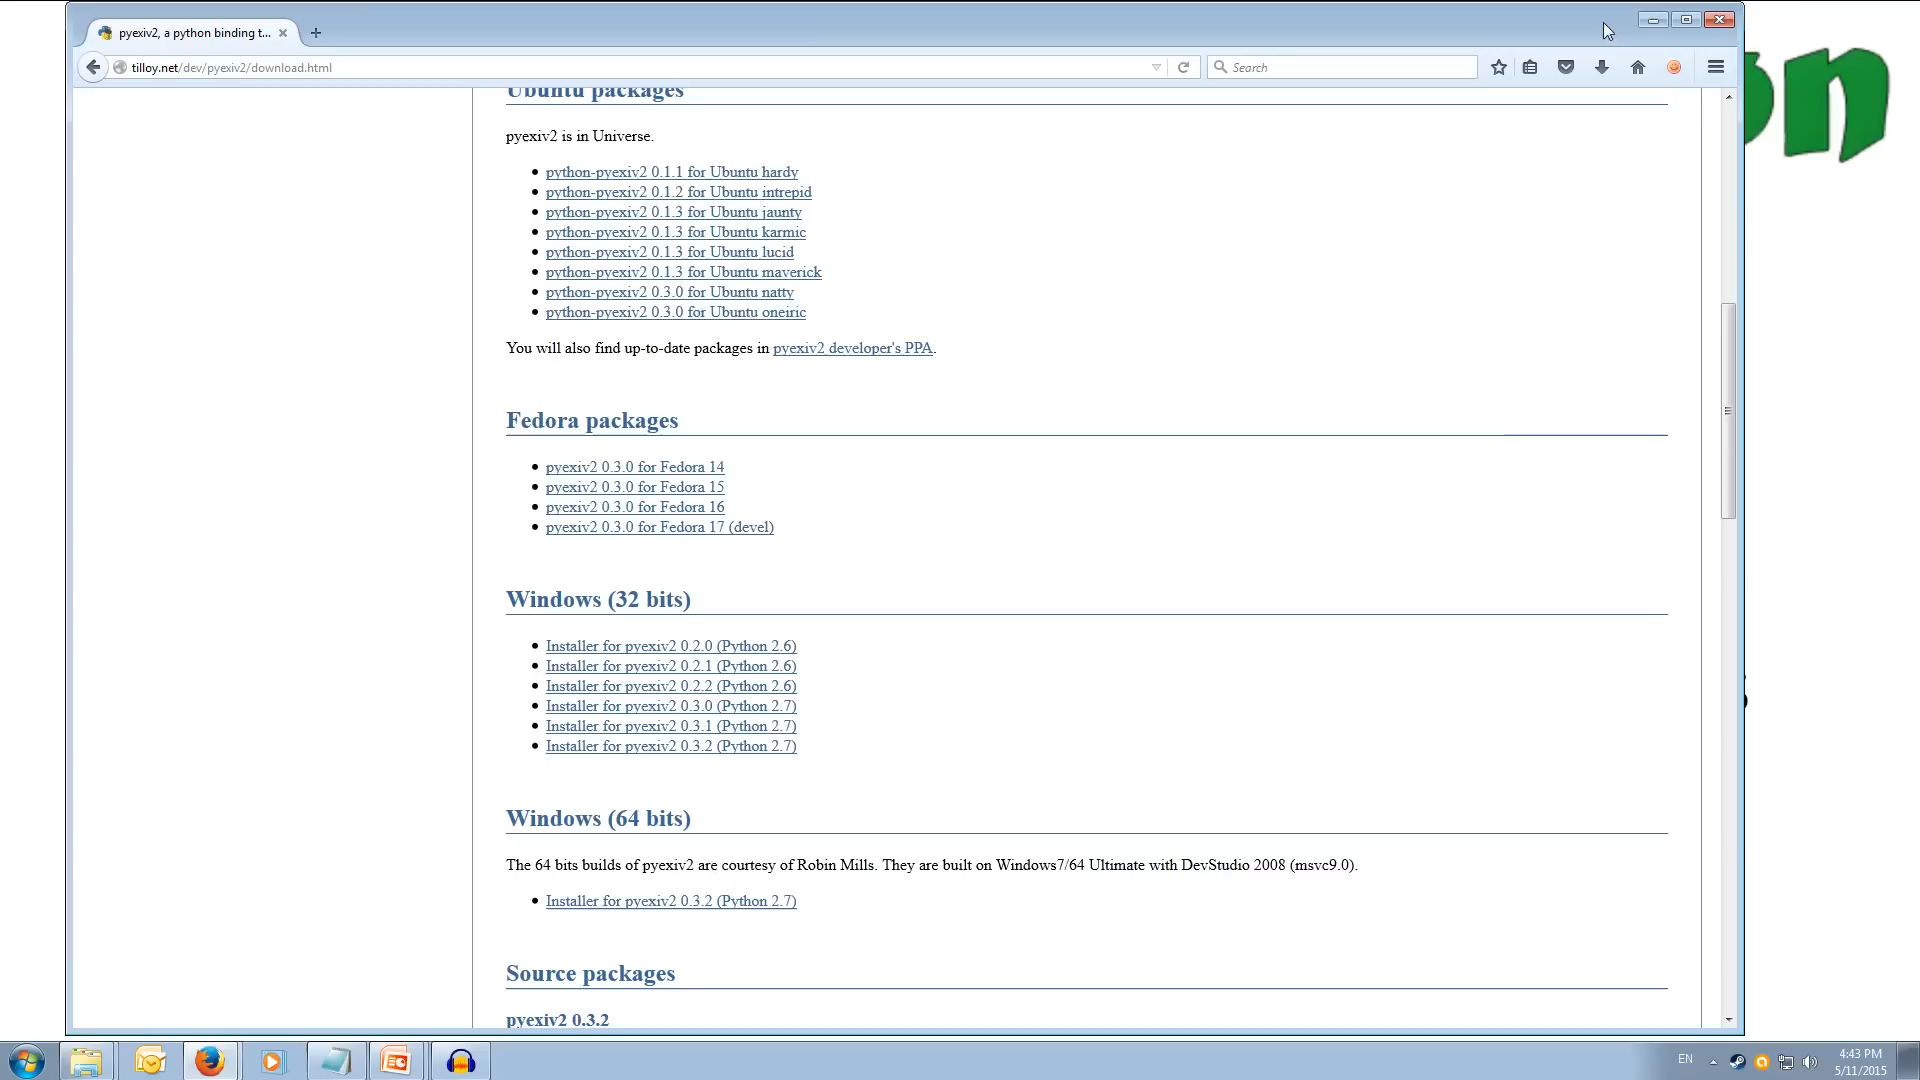 pyexiv2, a python binding t...
tilloy.net/dev/pyexiv2/download.html
Search
Ubuntu packages
pyexiv2 is in Universe.
python-pyexiv2 0.1.1 for Ubuntu hardy
python-pyexiv2 0.1.2 for Ubuntu intrepid
python-pyexiv2 0.1.3 for Ubuntu jaunty
python-pyexiv2 0.1.3 for Ubuntu karmic
python-pyexiv2 0.1.3 for Ubuntu lucid
python-pyexiv2 0.1.3 for Ubuntu maverick
python-pyexiv2 0.3.0 for Ubuntu natty
python-pyexiv2 0.3.0 for Ubuntu oneiric
You will also find up-to-date packages in pyexiv2 developer's PPA.
Fedora packages
pyexiv2 0.3.0 for Fedora 14
pyexiv2 0.3.0 for Fedora 15
pyexiv2 0.3.0 for Fedora 16
pyexiv2 0.3.0 for Fedora 17 (devel)
Windows (32 bits)
Installer for pyexiv2 0.2.0 (Python 2.6)
Installer for pyexiv2 0.2.1 (Python 2.6)
Installer for pyexiv2 0.2.2 (Python 2.6)
Installer for pyexiv2 0.3.0 (Python 2.7)
Installer for pyexiv2 0.3.1 (Python 2.7)
Installer for pyexiv2 0.3.2 (Python 2.7)
Windows (64 bits)
The 64 bits builds of pyexiv2 are courtesy of Robin Mills. They are built on Windows7/64 Ultimate with DevStudio 2008 (msvc9.0).
Installer for pyexiv2 0.3.2 (Python 2.7)
Source packages
pyexiv2 0.3.2
EN
4:43 PM
5/11/2015